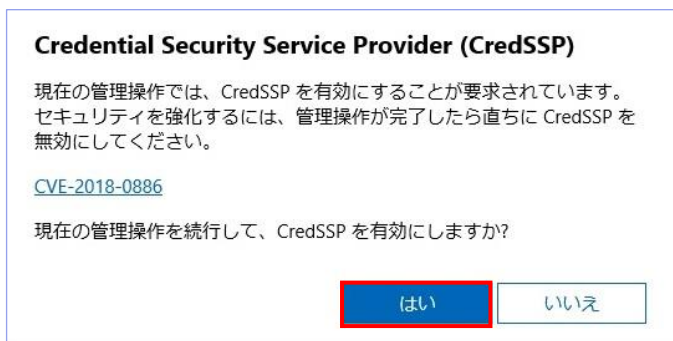 Credential Security Service Provider (CredSSP)
現在の管理操作では、CredSSP を有効にすることが要求されています。
セキュリティを強化するには、管理操作が完了したら直ちに CredSSP を
無効にしてください。
CVE-2018-0886
現在の管理操作を続行して、CredSSP を有効にしますか?
はい
いいえ